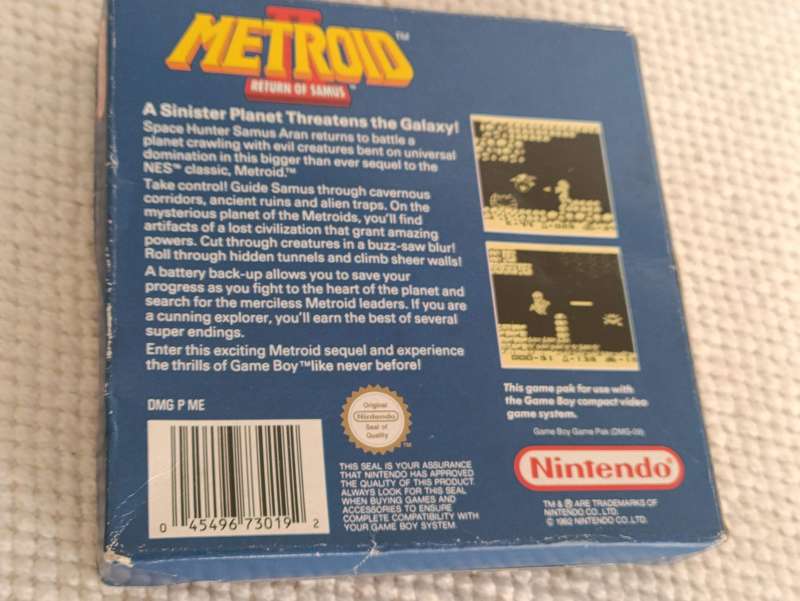 METROID II™
RETURN OF SAMUS™
A Sinister Planet Threatens the Galaxy!
Space Hunter Samus Aran returns to battle a
planet crawling with evil creatures bent on universal
domination in this bigger than ever sequel to the
NES™ classic, Metroid.™
Take control! Guide Samus through cavernous
corridors, ancient ruins and alien traps. On the
mysterious planet of the Metroids, you'll find
artifacts of a lost civilization that grant amazing
powers. Cut through creatures in a buzz-saw blur!
Roll through hidden tunnels and climb sheer walls!
A battery back-up allows you to save your
progress as you fight to the heart of the planet and
search for the merciless Metroid leaders. If you are
a cunning explorer, you'll earn the best of several
super endings.
Enter this exciting Metroid sequel and experience
the thrills of Game Boy™like never before!
This game pak for use with
the Game Boy compact video
game system.
Game Boy Game Pak (DMG-09)
DMG P ME
0 45496 73019 2
Original
Nintendo
Seal of
Quality
TM
THIS SEAL IS YOUR ASSURANCE
THAT NINTENDO HAS APPROVED
THE QUALITY OF THIS PRODUCT.
ALWAYS LOOK FOR THIS SEAL
WHEN BUYING GAMES AND
ACCESSORIES TO ENSURE
COMPLETE COMPATIBILITY WITH
YOUR GAME BOY SYSTEM.
Nintendo®
TM & ® ARE TRADEMARKS OF
NINTENDO CO., LTD.
© 1992 NINTENDO CO., LTD.